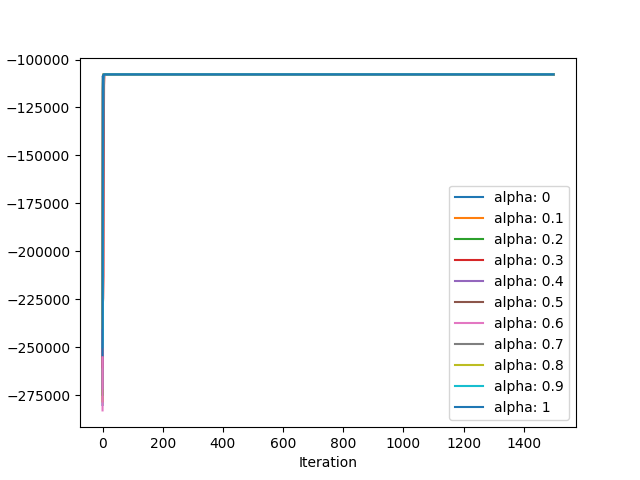 −100000
−125000
−150000
−175000
−200000
−225000
−250000
−275000
alpha: 0
alpha: 0.1
alpha: 0.2
alpha: 0.3
alpha: 0.4
alpha: 0.5
alpha: 0.6
alpha: 0.7
alpha: 0.8
alpha: 0.9
alpha: 1
0 200 400 600 800 1000 1200 1400
Iteration